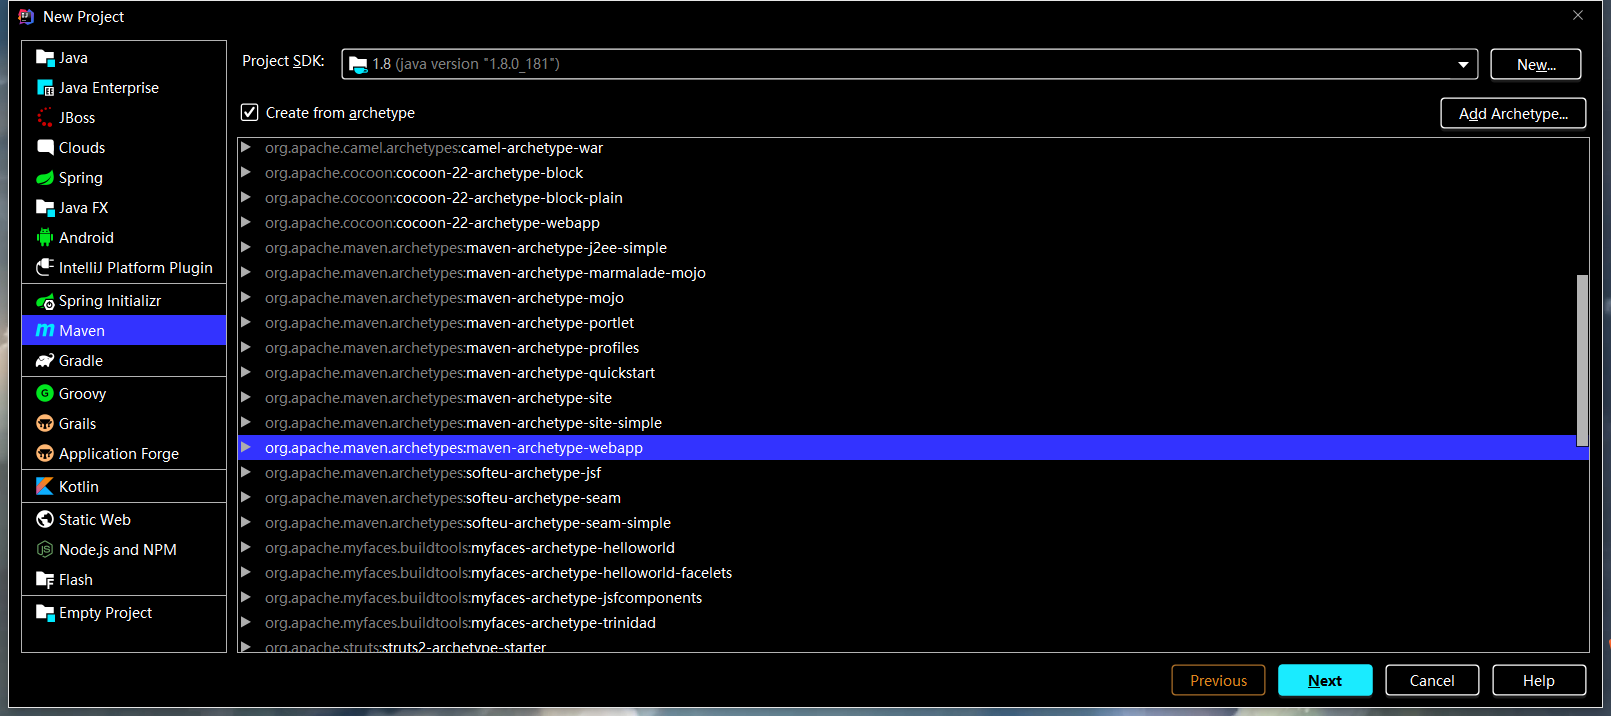 New Project
Java
Java Enterprise
JBoss
Clouds
Spring
Java FX
Android
IntelliJ Platform Plugin
Spring Initializr
Maven
Gradle
Groovy
Grails
Application Forge
Kotlin
Static Web
Node.js and NPM
Flash
Empty Project
Project SDK: 1.8 (java version "1.8.0_181") New...
Create from archetype Add Archetype...
org.apache.camel.archetypes:camel-archetype-war
org.apache.cocoon:cocoon-22-archetype-block
org.apache.cocoon:cocoon-22-archetype-block-plain
org.apache.cocoon:cocoon-22-archetype-webapp
org.apache.maven.archetypes:maven-archetype-j2ee-simple
org.apache.maven.archetypes:maven-archetype-marmalade-mojo
org.apache.maven.archetypes:maven-archetype-mojo
org.apache.maven.archetypes:maven-archetype-portlet
org.apache.maven.archetypes:maven-archetype-profiles
org.apache.maven.archetypes:maven-archetype-quickstart
org.apache.maven.archetypes:maven-archetype-site
org.apache.maven.archetypes:maven-archetype-site-simple
org.apache.maven.archetypes:maven-archetype-webapp
org.apache.maven.archetypes:softeu-archetype-jsf
org.apache.maven.archetypes:softeu-archetype-seam
org.apache.maven.archetypes:softeu-archetype-seam-simple
org.apache.myfaces.buildtools:myfaces-archetype-helloworld
org.apache.myfaces.buildtools:myfaces-archetype-helloworld-facelets
org.apache.myfaces.buildtools:myfaces-archetype-jsfcomponents
org.apache.myfaces.buildtools:myfaces-archetype-trinidad
org.apache.struts:struts2-archetype-starter
Previous Next Cancel Help